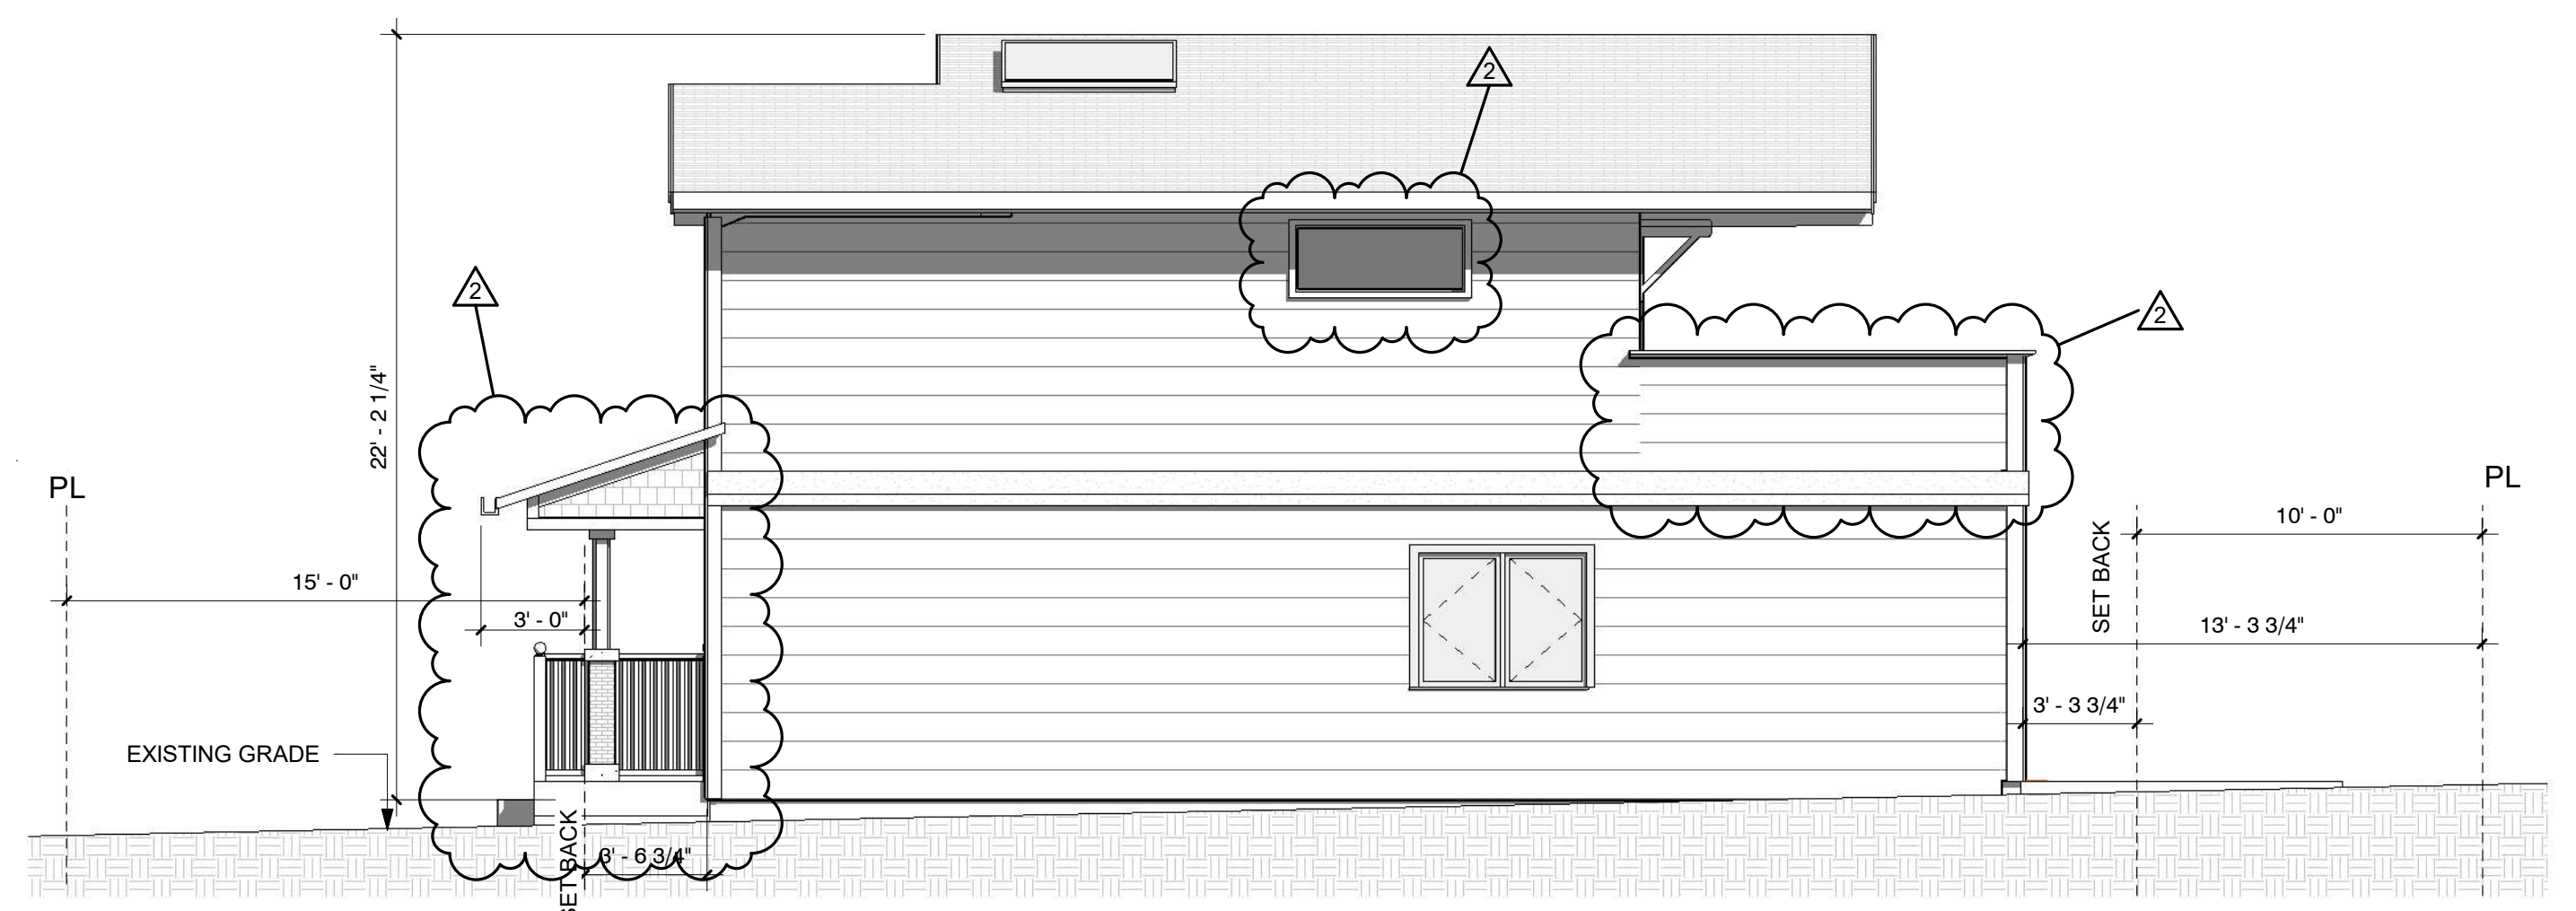 2
2
2
22' - 2 1/4"
PL
PL
10' - 0"
SET BACK
15' - 0"
3' - 0"
13' - 3 3/4"
3' - 3 3/4"
EXISTING GRADE
SET BACK
3' - 6 3/4"